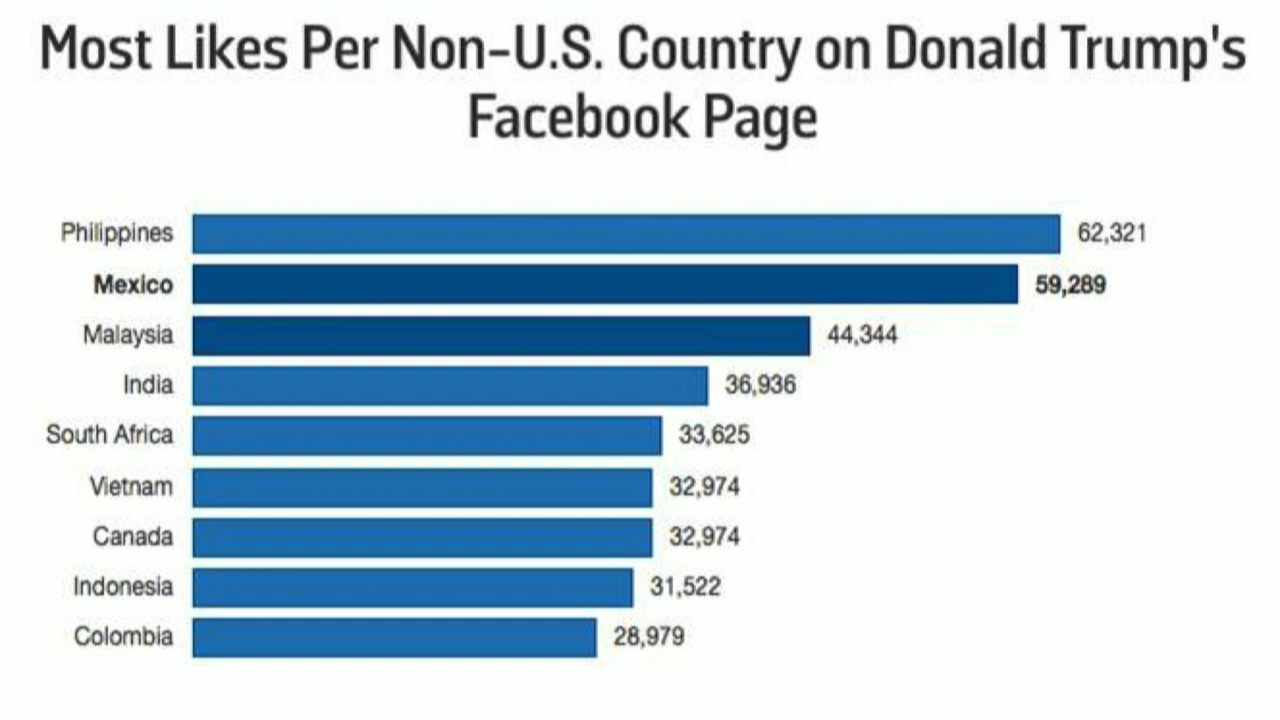 Most Likes Per Non-U.S. Country on Donald Trump's
Facebook Page
Philippines 62,321
Mexico 59,289
Malaysia 44,344
India 36,936
South Africa 33,625
Vietnam 32,974
Canada 32,974
Indonesia 31,522
Colombia 28,979